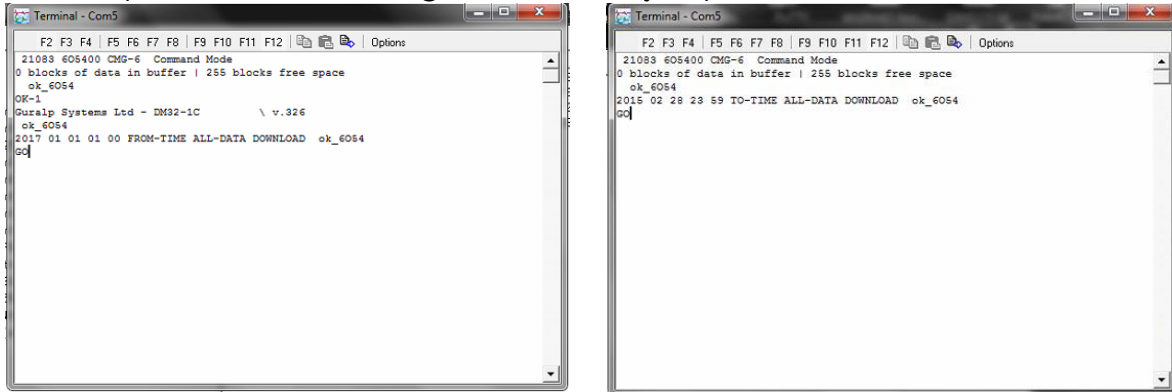 Terminal - Com5
F2 F3 F4 F5 F6 F7 F8 F9 F10 F11 F12 Options
21083 6O5400 CMG-6 Command Mode
0 blocks of data in buffer | 255 blocks free space
ok_6O54
OK-1
Guralp Systems Ltd - DM32-1C \ v.326
ok_6O54
2017 01 01 01 00 FROM-TIME ALL-DATA DOWNLOAD ok_6O54
GO
Terminal - Com5
F2 F3 F4 F5 F6 F7 F8 F9 F10 F11 F12 Options
21083 6O5400 CMG-6 Command Mode
0 blocks of data in buffer | 255 blocks free space
ok_6O54
2015 02 28 23 59 TO-TIME ALL-DATA DOWNLOAD ok_6O54
GO